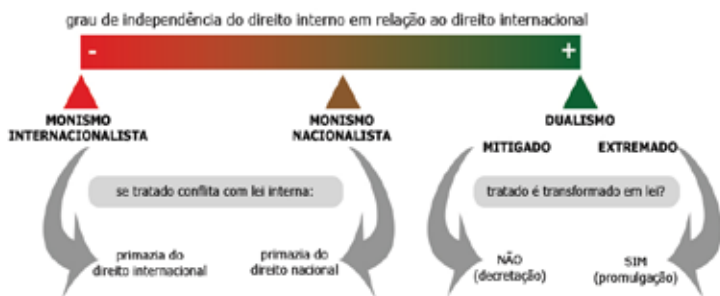 grau de independência do direito interno em relação ao direito internacional
- +
MONISMO
INTERNACIONALISTA
MONISMO
NACIONALISTA
DUALISMO
MITIGADO EXTREMADO
se tratado conflita com lei interna:
tratado é transformado em lei?
primazia do
direito internacional
primazia do
direito nacional
NÃO
(decretação)
SIM
(promulgação)